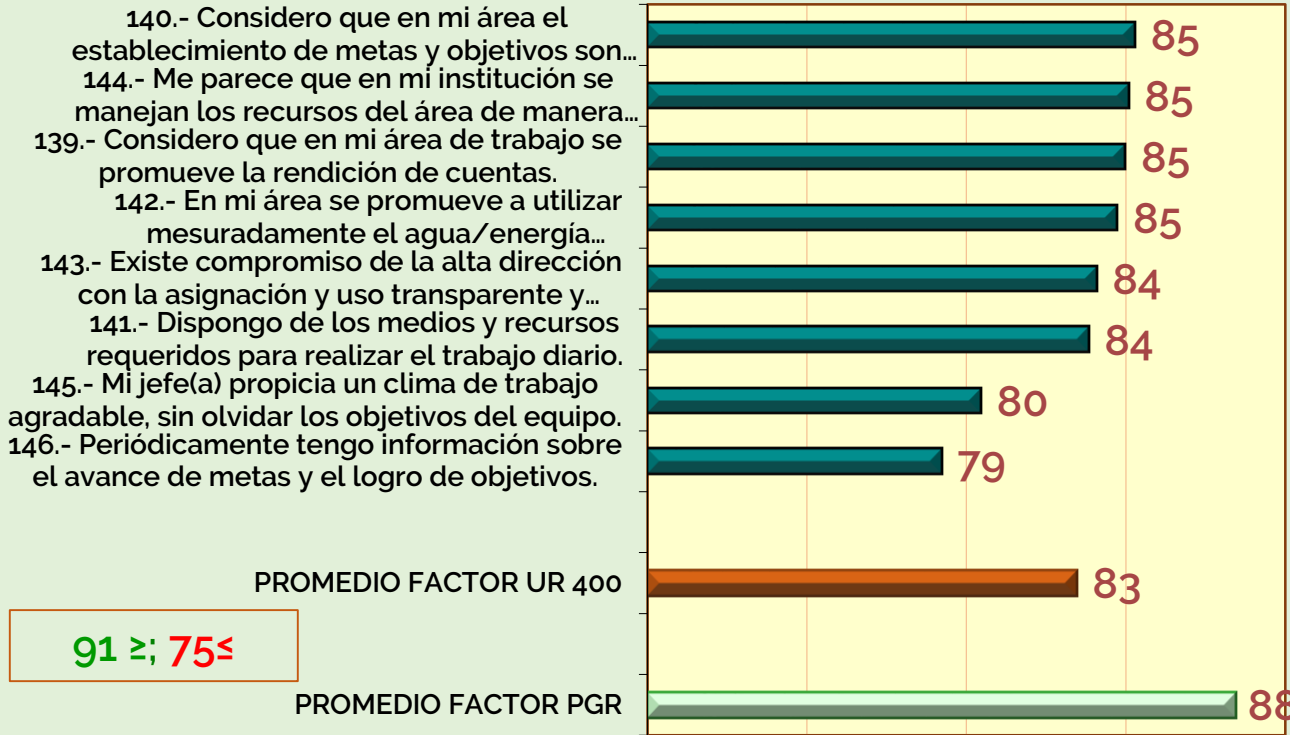 140.- Considero que en mi área el
establecimiento de metas y objetivos son...
85
144.- Me parece que en mi institución se
manejan los recursos del área de manera...
85
139.- Considero que en mi área de trabajo se
promueve la rendición de cuentas.
85
142.- En mi área se promueve a utilizar
mesuradamente el agua/energía...
85
143.- Existe compromiso de la alta dirección
con la asignación y uso transparente y...
84
141.- Dispongo de los medios y recursos
requeridos para realizar el trabajo diario.
84
145.- Mi jefe(a) propicia un clima de trabajo
agradable, sin olvidar los objetivos del equipo.
80
146.- Periódicamente tengo información sobre
el avance de metas y el logro de objetivos.
79
PROMEDIO FACTOR UR 400
83
91 ≥; 75≤
PROMEDIO FACTOR PGR
88